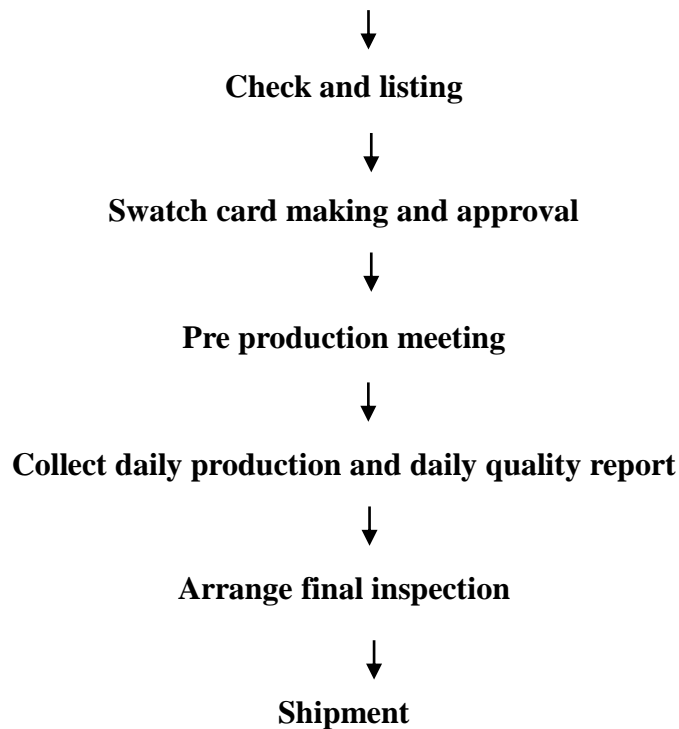 Check and listing
Swatch card making and approval
Pre production meeting
Collect daily production and daily quality report
Arrange final inspection
Shipment